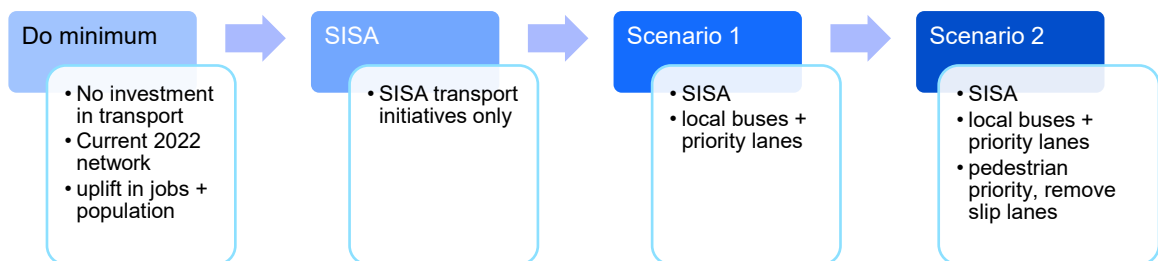 Do minimum
• No investment
in transport
• Current 2022
network
• uplift in jobs +
population
SISA
• SISA transport
initiatives only
Scenario 1
• SISA
• local buses +
priority lanes
Scenario 2
• SISA
• local buses +
priority lanes
• pedestrian
priority, remove
slip lanes